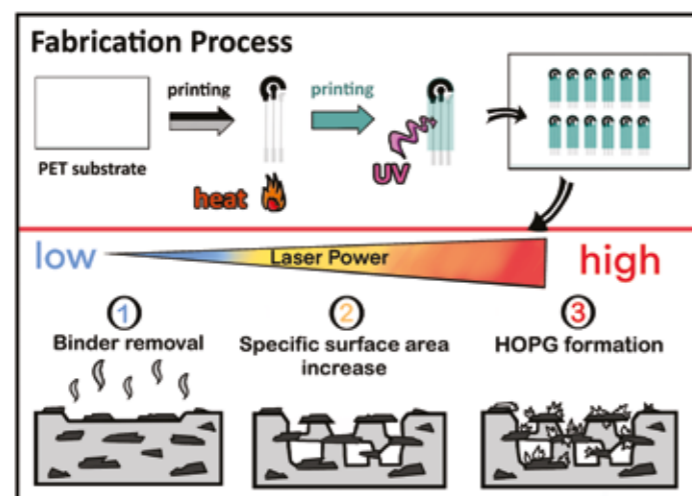 Fabrication Process
printing
printing
PET substrate
heat
UV
low
Laser Power
high
1
2
3
Binder removal
Specific surface area
increase
HOPG formation